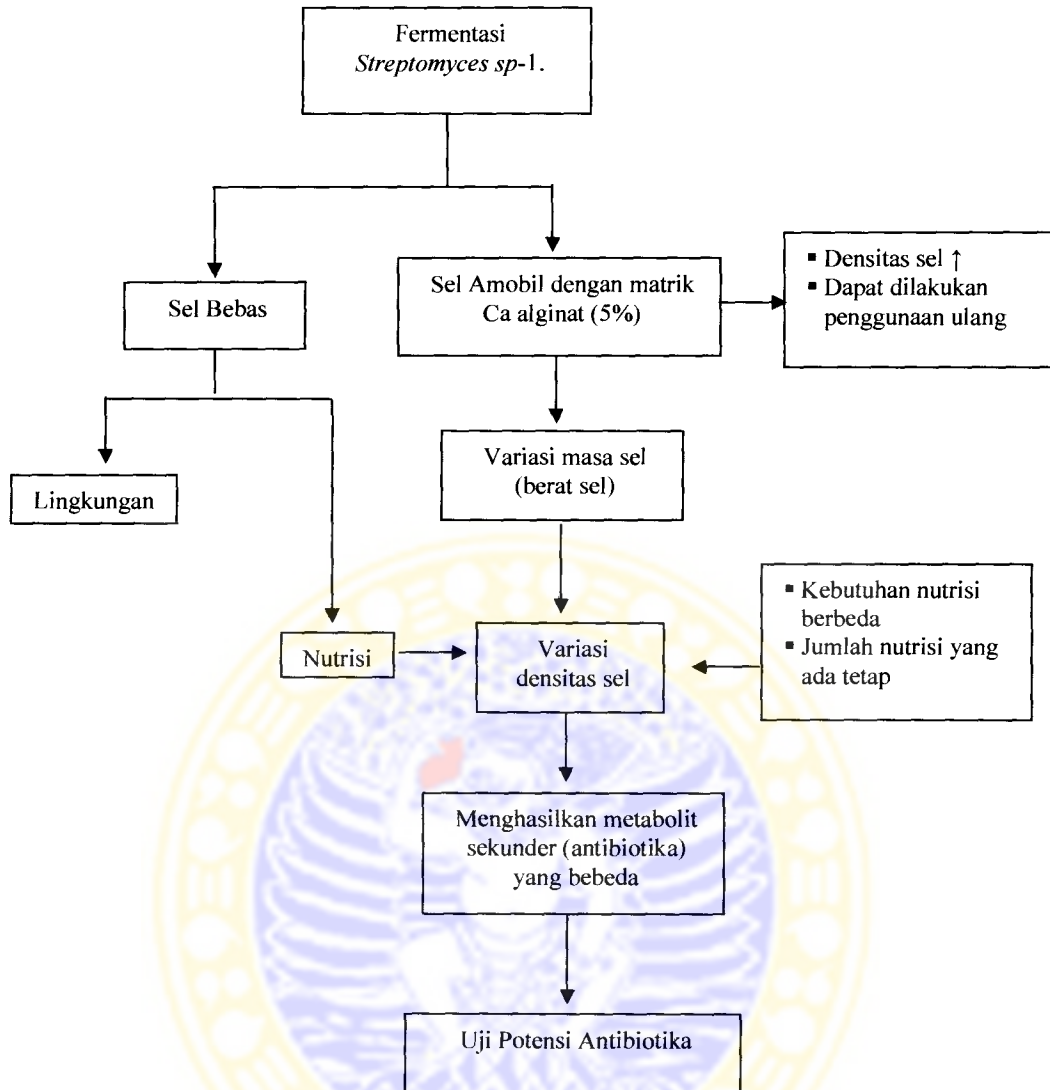 Fermentasi
Streptomyces sp-1.
Sel Bebas
Sel Amobil dengan matrik
Ca alginat (5%)
▪ Densitas sel ↑
▪ Dapat dilakukan
penggunaan ulang
Lingkungan
Variasi masa sel
(berat sel)
Nutrisi
Variasi
densitas sel
▪ Kebutuhan nutrisi
berbeda
▪ Jumlah nutrisi yang
ada tetap
Menghasilkan metabolit
sekunder (antibiotika)
yang bebeda
Uji Potensi Antibiotika